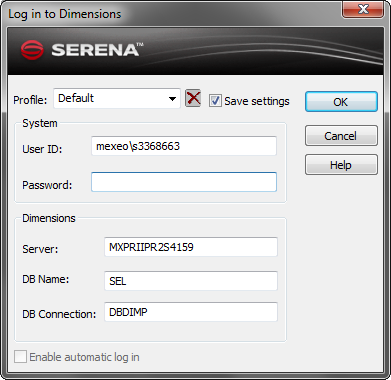 Log in to Dimensions
SERENA™
Profile: Default Save settings OK
System
Cancel
User ID: mexeo\s3368663
Help
Password:
Dimensions
Server: MXPRIIPR2S4159
DB Name: SEL
DB Connection: DBDIMP
Enable automatic log in